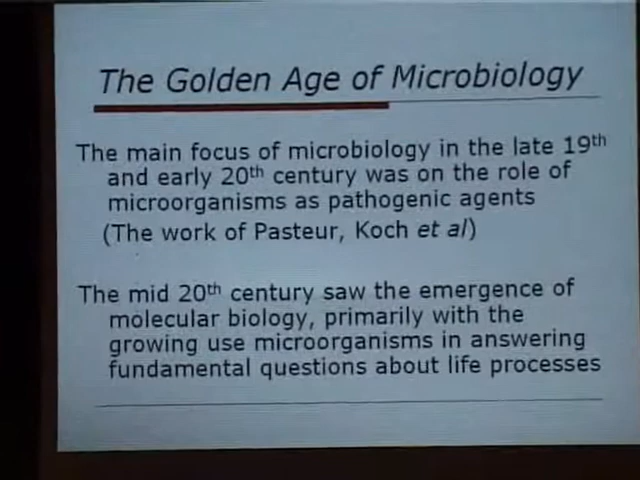 The Golden Age of Microbiology
The main focus of microbiology in the late 19th
and early 20th century was on the role of
microorganisms as pathogenic agents
(The work of Pasteur, Koch et al)
The mid 20th century saw the emergence of
molecular biology, primarily with the
growing use microorganisms in answering
fundamental questions about life processes